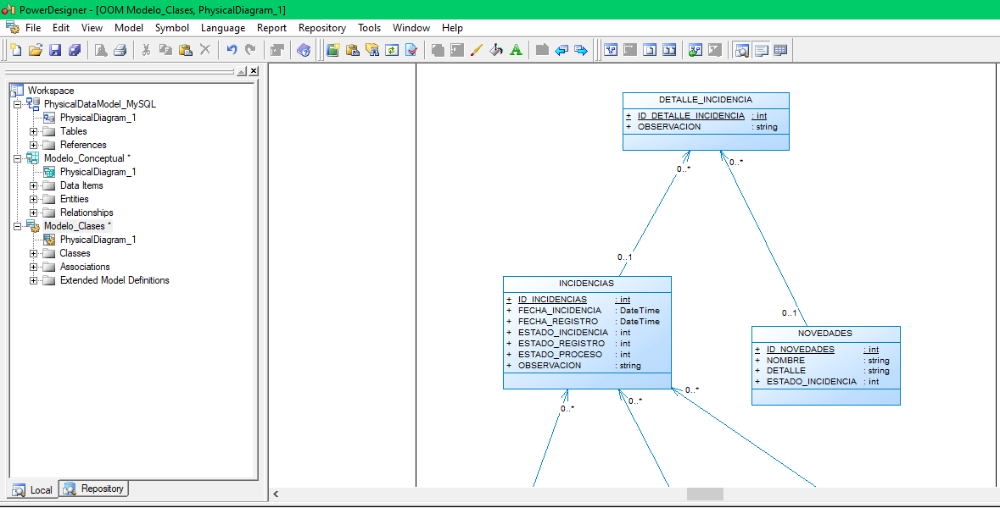 PowerDesigner - [OOM Modelo_Clases, PhysicalDiagram_1]
File Edit View Model Symbol Language Report Repository Tools Window Help
Workspace
PhysicalDataModel_MySQL
PhysicalDiagram_1
Tables
References
Modelo_Conceptual *
PhysicalDiagram_1
Data Items
Entities
Relationships
Modelo_Clases *
PhysicalDiagram_1
Classes
Associations
Extended Model Definitions
Local Repository
DETALLE_INCIDENCIA
+ ID_DETALLE_INCIDENCIA : int
+ OBSERVACION : string
0..*
0..*
0..1
0..1
INCIDENCIAS
+ ID_INCIDENCIAS : int
+ FECHA_INCIDENCIA : DateTime
+ FECHA_REGISTRO : DateTime
+ ESTADO_INCIDENCIA : int
+ ESTADO_REGISTRO : int
+ ESTADO_PROCESO : int
+ OBSERVACION : string
NOVEDADES
+ ID_NOVEDADES : int
+ NOMBRE : string
+ DETALLE : string
+ ESTADO_INCIDENCIA : int
0..*
0..*
0..*